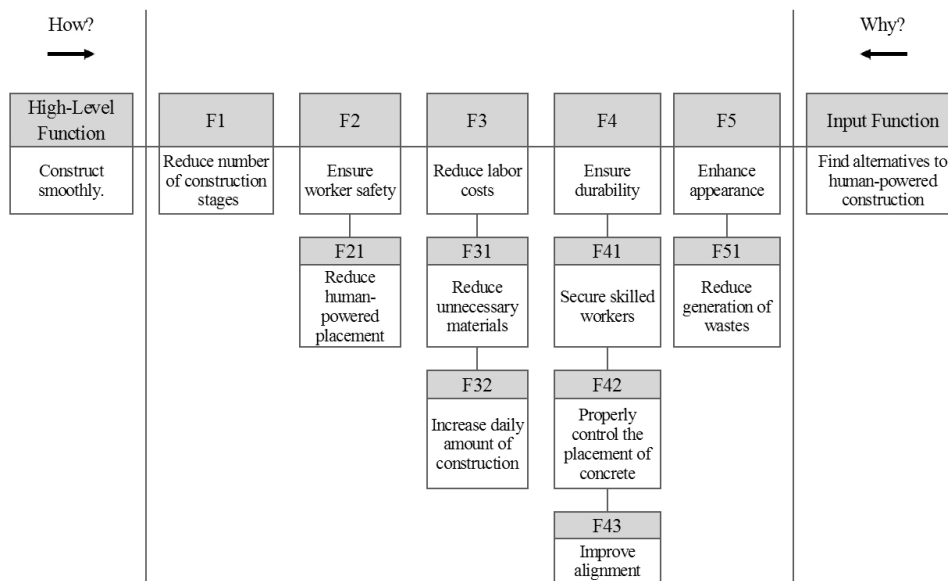 How?
Why?
High-Level
Function
F1
F2
F3
F4
F5
Input Function
Construct
smoothly.
Reduce number
of construction
stages
Ensure
worker safety
Reduce labor
costs
Ensure
durability
Enhance
appearance
Find alternatives to
human-powered
construction
F21
F31
F41
F51
Reduce
human-
powered
placement
Reduce
unnecessary
materials
Secure skilled
workers
Reduce
generation of
wastes
F32
F42
Increase daily
amount of
construction
Properly
control the
placement of
concrete
F43
Improve
alignment